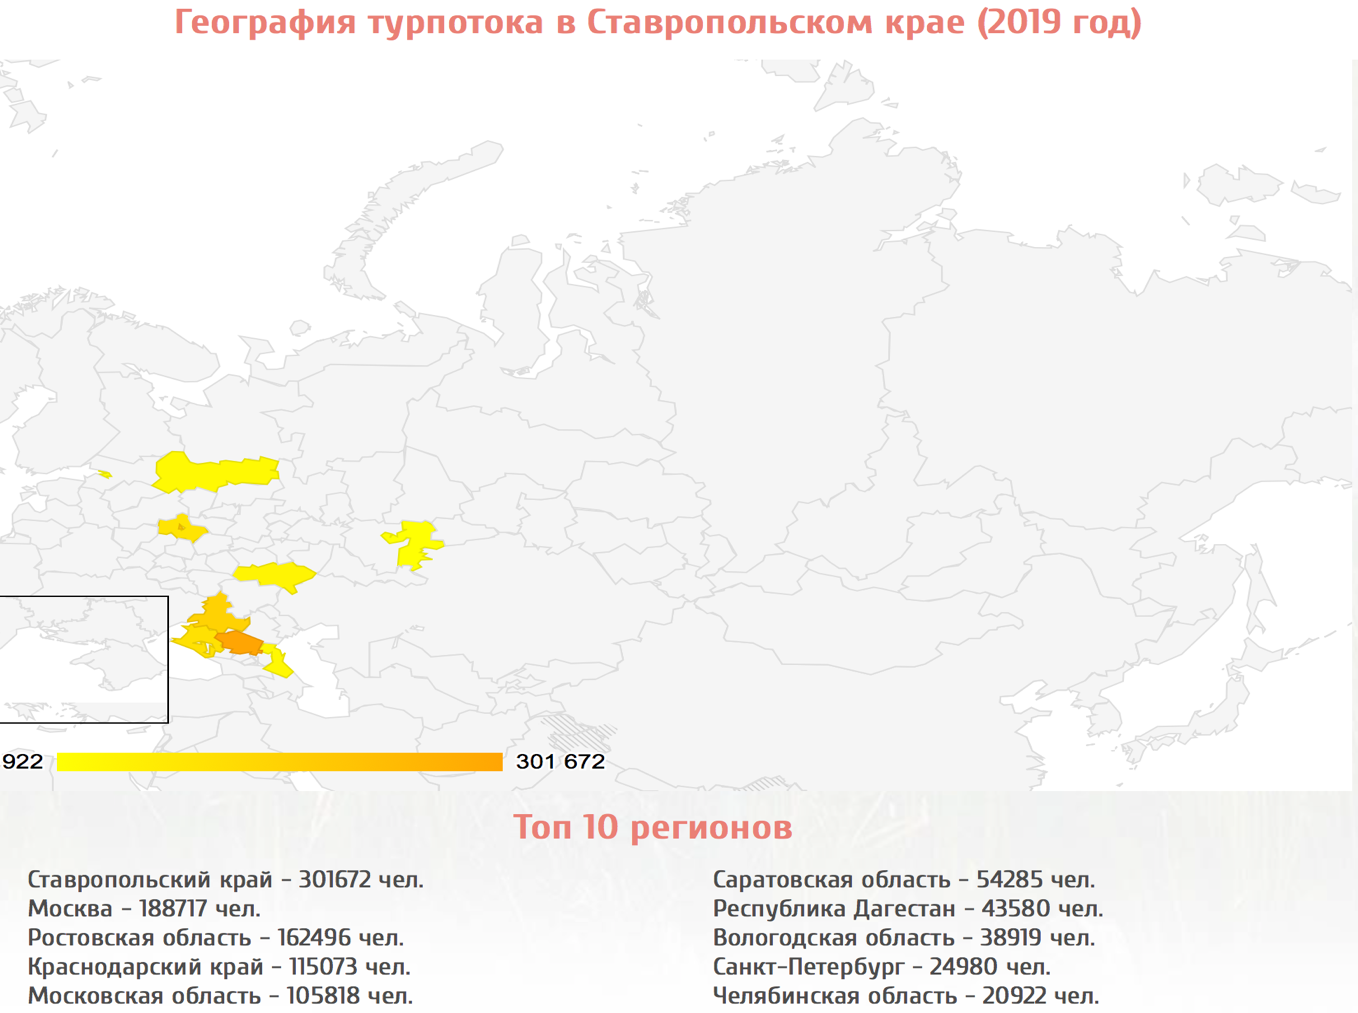 География турпотока в Ставропольском крае (2019 год)
922
301 672
Топ 10 регионов
Ставропольский край - 301672 чел.
Москва - 188717 чел.
Ростовская область - 162496 чел.
Краснодарский край - 115073 чел.
Московская область - 105818 чел.
Саратовская область - 54285 чел.
Республика Дагестан - 43580 чел.
Вологодская область - 38919 чел.
Санкт-Петербург - 24980 чел.
Челябинская область - 20922 чел.